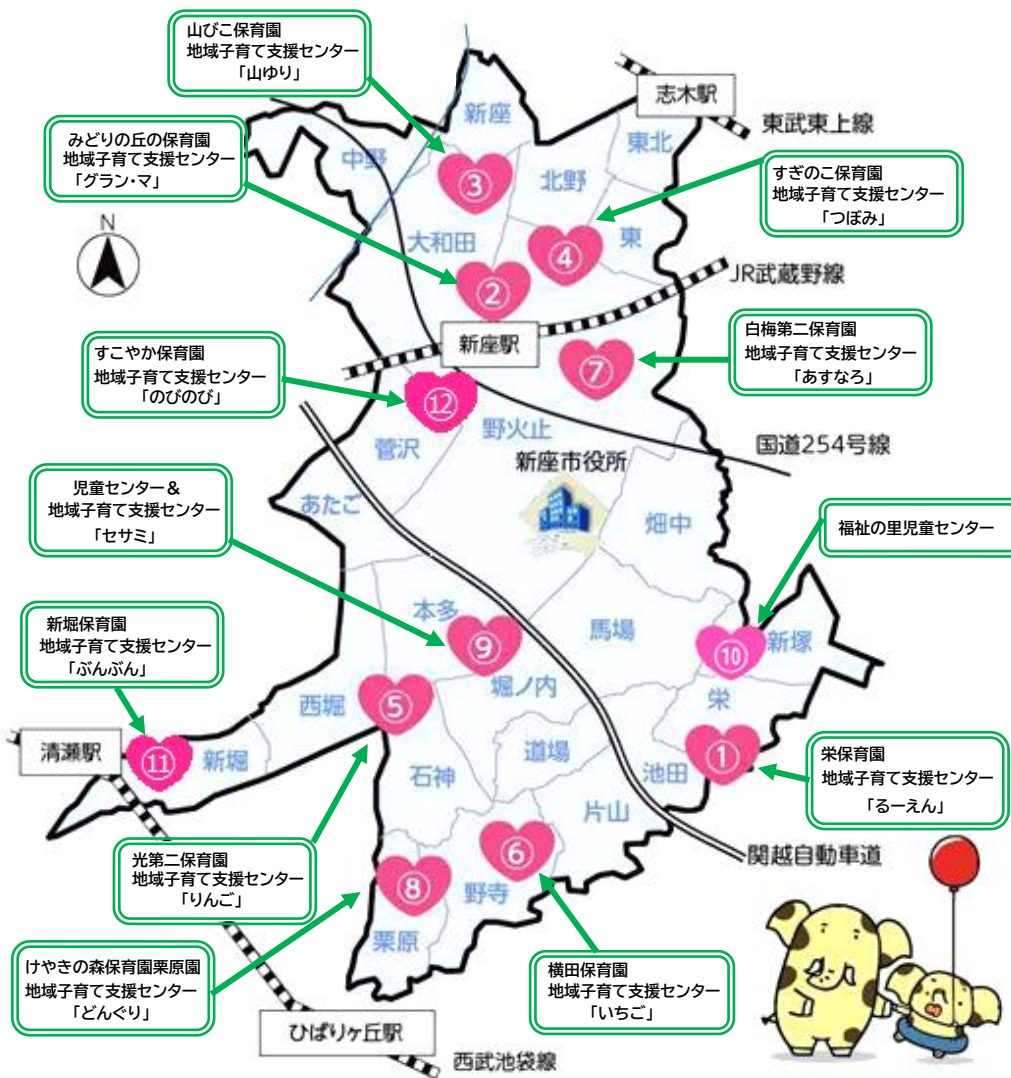 山びこ保育園
地域子育て支援センター
「山ゆり」
志木駅
東武東上線
新座
東北
中野
③
北野
みどりの丘の保育園
地域子育て支援センター
「グラン・マ」
すぎのこ保育園
地域子育て支援センター
「つぼみ」
N
大和田
④
東
②
JR武蔵野線
新座駅
すこやか保育園
地域子育て支援センター
「のびのび」
⑦
白梅第二保育園
地域子育て支援センター
「あすなろ」
⑫
菅沢
野火止
国道254号線
新座市役所
児童センター＆
地域子育て支援センター
「セサミ」
あたご
畑中
福祉の里児童センター
本多
馬場
⑨
⑩
新塚
新堀保育園
地域子育て支援センター
「ぶんぶん」
西堀
⑤
堀ノ内
栄
清瀬駅
⑪
新堀
石神
道場
池田
①
栄保育園
地域子育て支援センター
「るーえん」
片山
光第二保育園
地域子育て支援センター
「りんご」
⑥
関越自動車道
⑧
野寺
栗原
けやきの森保育園栗原園
地域子育て支援センター
「どんぐり」
横田保育園
地域子育て支援センター
「いちご」
ひばりヶ丘駅
西武池袋線